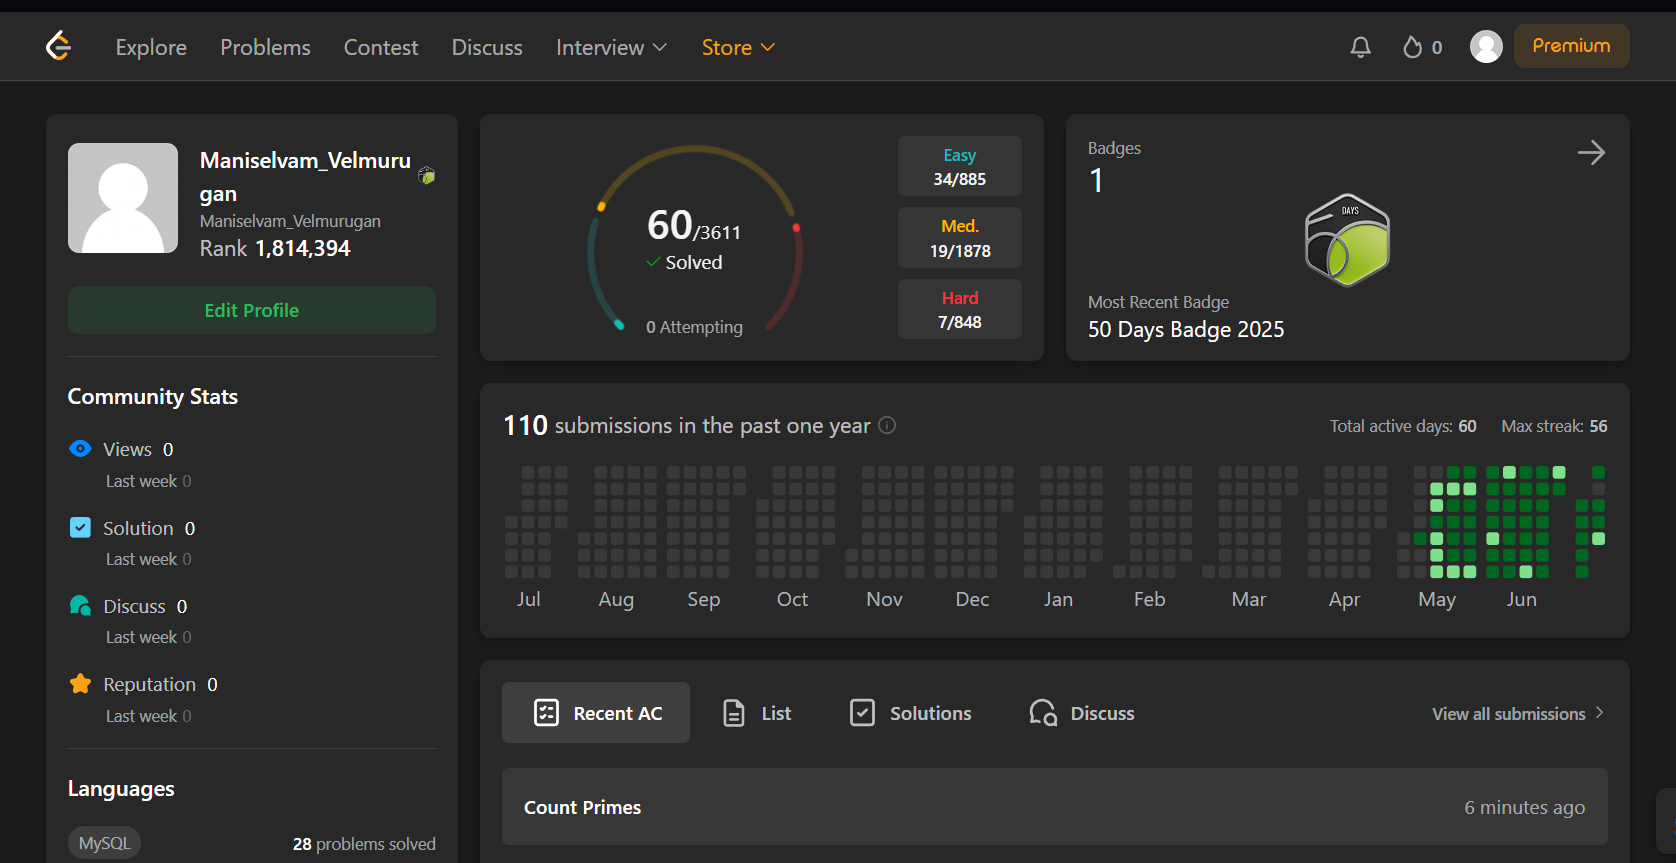 Explore Problems Contest Discuss Interview Store 0 Premium
Maniselvam_Velmuru
gan
Maniselvam_Velmurugan
Rank 1,814,394
Edit Profile
Community Stats
Views 0
Last week 0
Solution 0
Last week 0
Discuss 0
Last week 0
Reputation 0
Last week 0
Languages
MySQL 28 problems solved
60/3611
Solved
0 Attempting
Easy
34/885
Med.
19/1878
Hard
7/848
Badges
1
DAYS
Most Recent Badge
50 Days Badge 2025
110 submissions in the past one year Total active days: 60 Max streak: 56
Jul Aug Sep Oct Nov Dec Jan Feb Mar Apr May Jun
Recent AC List Solutions Discuss View all submissions
Count Primes 6 minutes ago